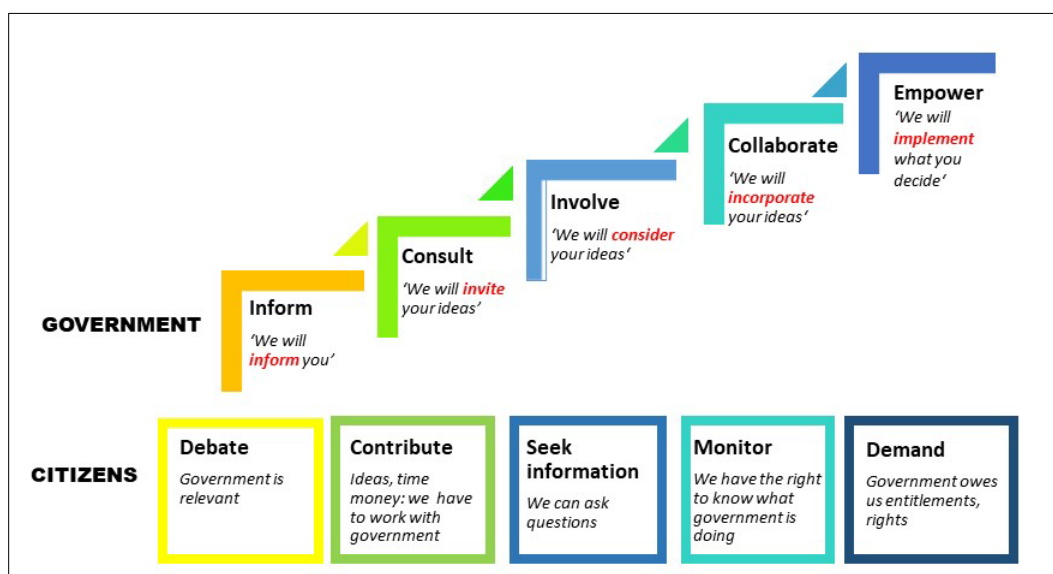 Empower
‘We will
implement
what you
decide‘
Collaborate
‘We will
incorporate
your ideas‘
Involve
‘We will consider
your ideas‘
Consult
‘We will invite
your ideas’
Inform
‘We will
inform you‘
GOVERNMENT
CITIZENS
Debate
Government is
relevant
Contribute
Ideas, time
money: we have
to work with
government
Seek
information
We can ask
questions
Monitor
We have the right
to know what
government is
doing
Demand
Government owes
us entitlements,
rights